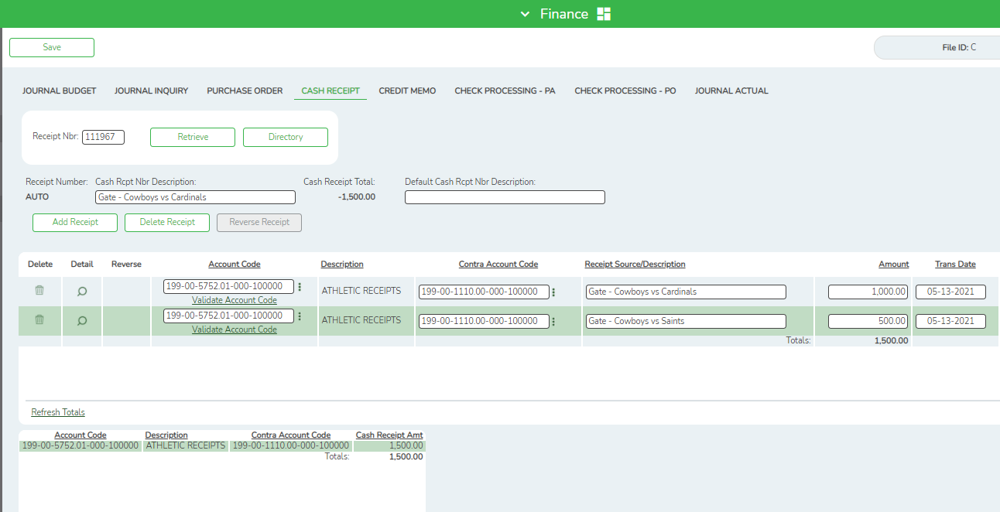 Finance
Save
File ID: C
JOURNAL BUDGET JOURNAL INQUIRY PURCHASE ORDER CASH RECEIPT CREDIT MEMO CHECK PROCESSING - PA CHECK PROCESSING - PO JOURNAL ACTUAL
Receipt Nbr: 111967 Retrieve Directory
Receipt Number: Cash Rcpt Nbr Description: Cash Receipt Total: Default Cash Rcpt Nbr Description:
AUTO Gate - Cowboys vs Cardinals -1,500.00
Add Receipt Delete Receipt Reverse Receipt
Delete Detail Reverse Account Code Description Contra Account Code Receipt Source/Description Amount Trans Date
199-00-5752.01-000-100000 ATHLETIC RECEIPTS 199-00-1110.00-000-100000 Gate - Cowboys vs Cardinals 1,000.00 05-13-2021
Validate Account Code
199-00-5752.01-000-100000 ATHLETIC RECEIPTS 199-00-1110.00-000-100000 Gate - Cowboys vs Saints 500.00 05-13-2021
Validate Account Code
Totals: 1,500.00
Refresh Totals
Account Code Description Contra Account Code Cash Receipt Amt
199-00-5752.01-000-100000 ATHLETIC RECEIPTS 199-00-1110.00-000-100000 1,500.00
Totals: 1,500.00